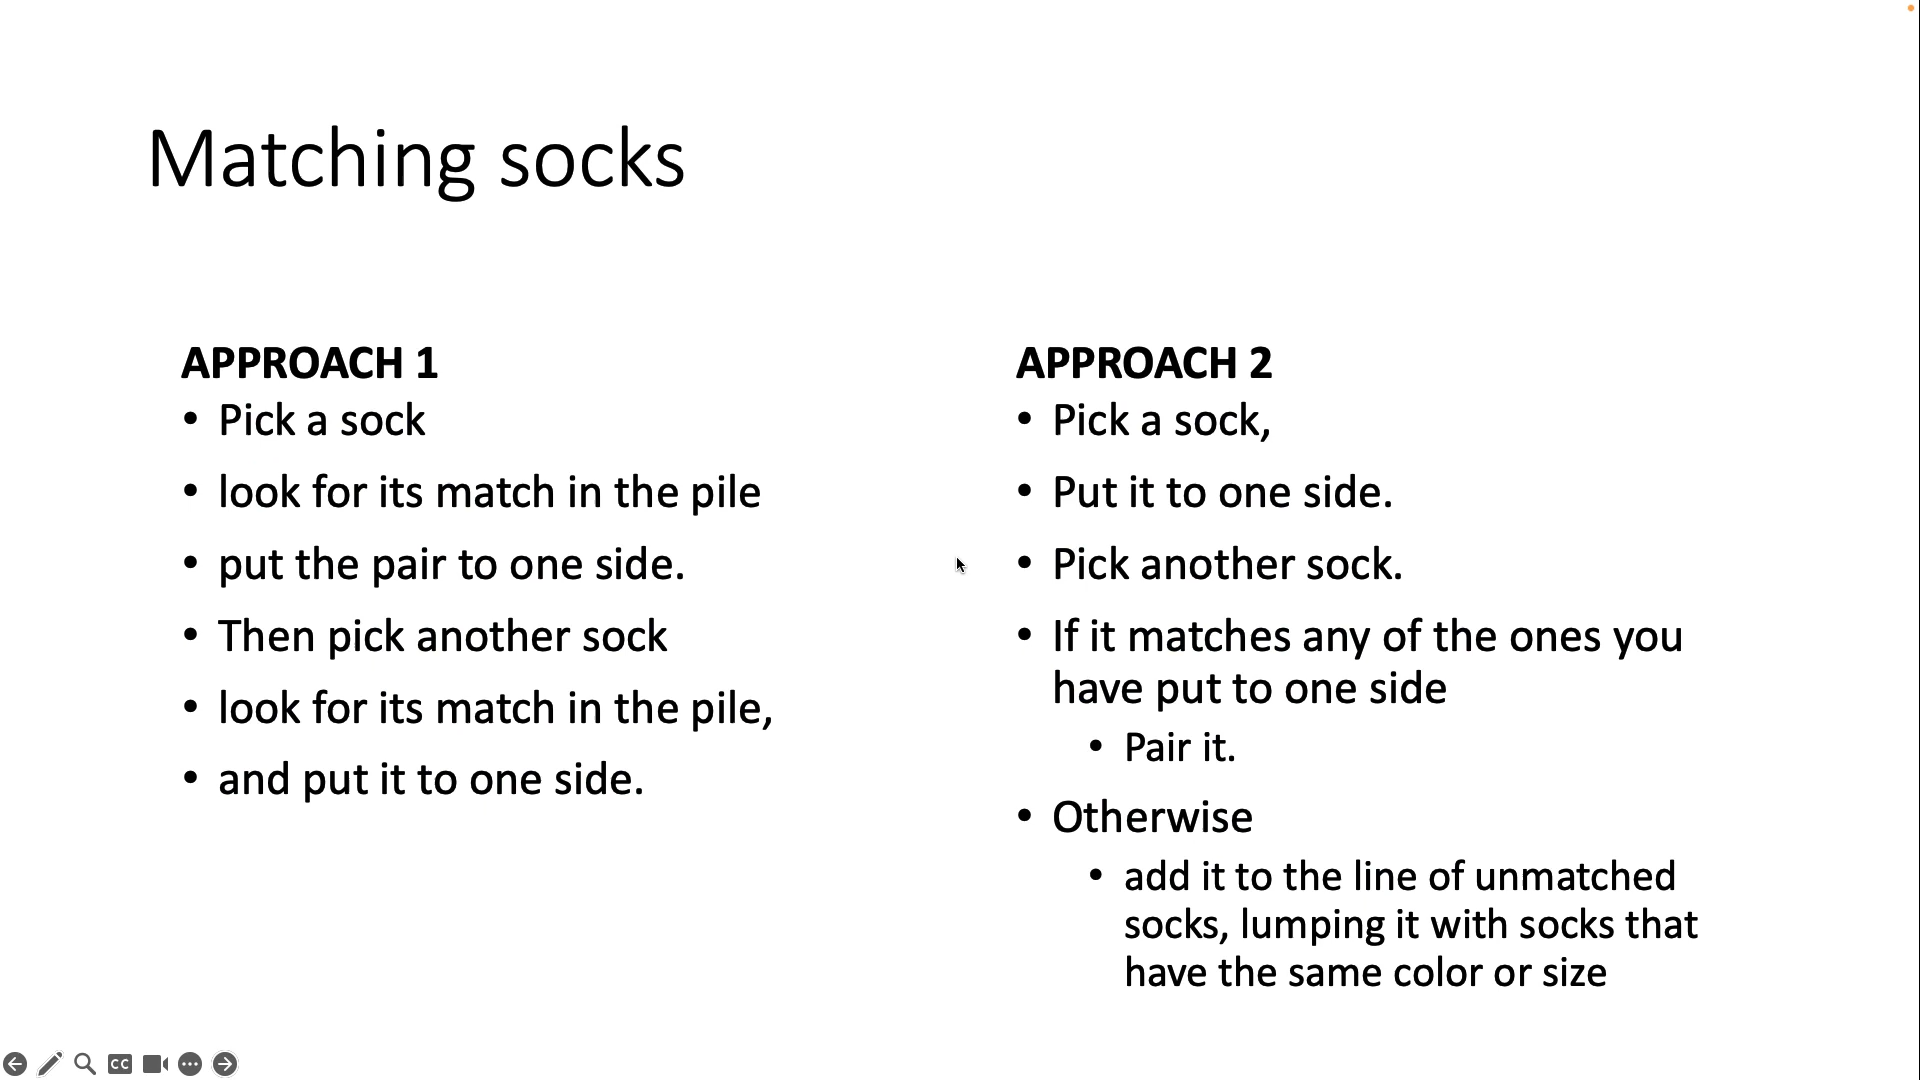 Matching socks
APPROACH 1
• Pick a sock
• look for its match in the pile
• put the pair to one side.
• Then pick another sock
• look for its match in the pile,
• and put it to one side.
APPROACH 2
• Pick a sock,
• Put it to one side.
• Pick another sock.
• If it matches any of the ones you
have put to one side
• Pair it.
• Otherwise
• add it to the line of unmatched
socks, lumping it with socks that
have the same color or size
CC